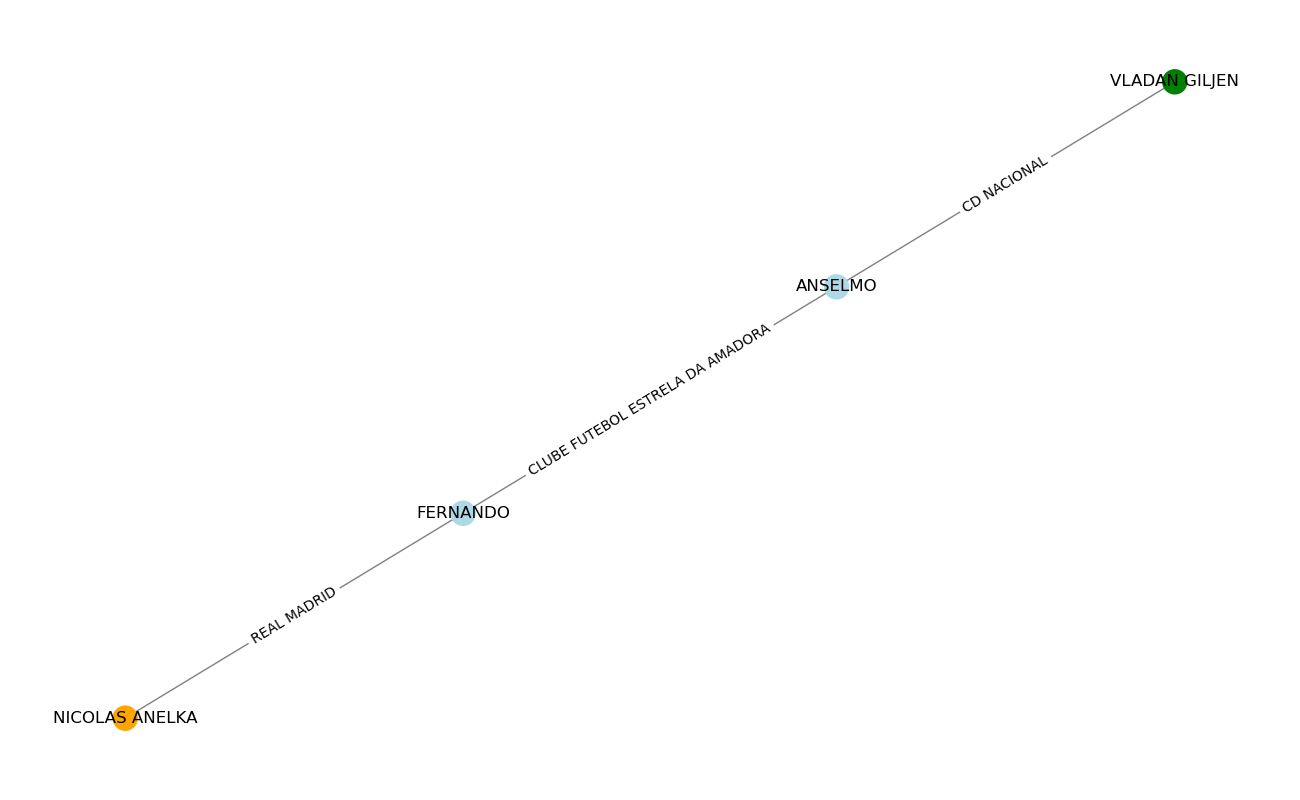 VLADAN GILJEN
CD NACIONAL
ANSELMO
CLUBE FUTEBOL ESTRELA DA AMADORA
FERNANDO
REAL MADRID
NICOLAS ANELKA